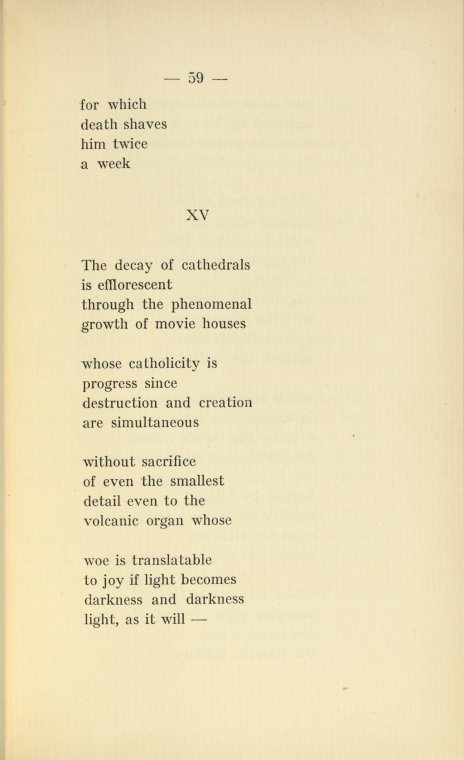 — 59 —
for which
death shaves
him twice
a week
XV
The decay of cathedrals
is efflorescent
through the phenomenal
growth of movie houses
whose catholicity is
progress since
destruction and creation
are simultaneous
without sacrifice
of even the smallest
detail even to the
volcanic organ whose
woe is translatable
to joy if light becomes
darkness and darkness
light, as it will —